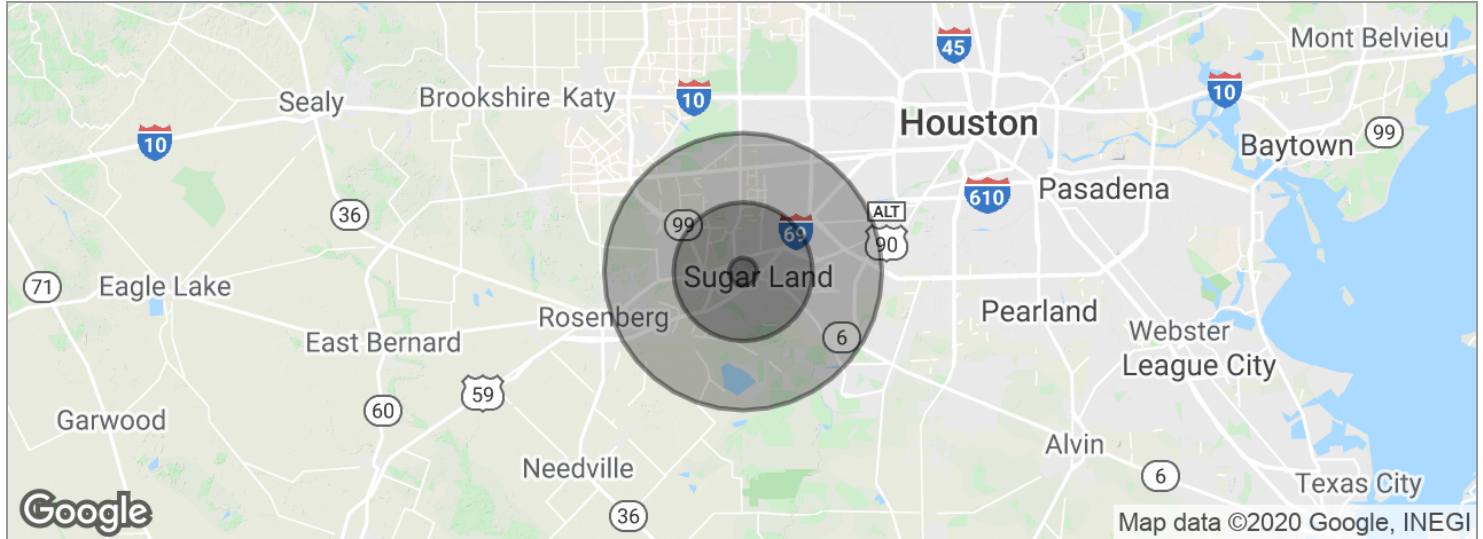 45
Mont Belvieu
Sealy
Brookshire
Katy
10
10
10
Houston
99
Baytown
Pasadena
610
36
ALT
90
99
69
Sugar Land
71
Eagle Lake
Rosenberg
Pearland
Webster
East Bernard
6
League City
59
60
Garwood
Alvin
Needville
6
Texas City
36
Google
Map data ©2020 Google, INEGI